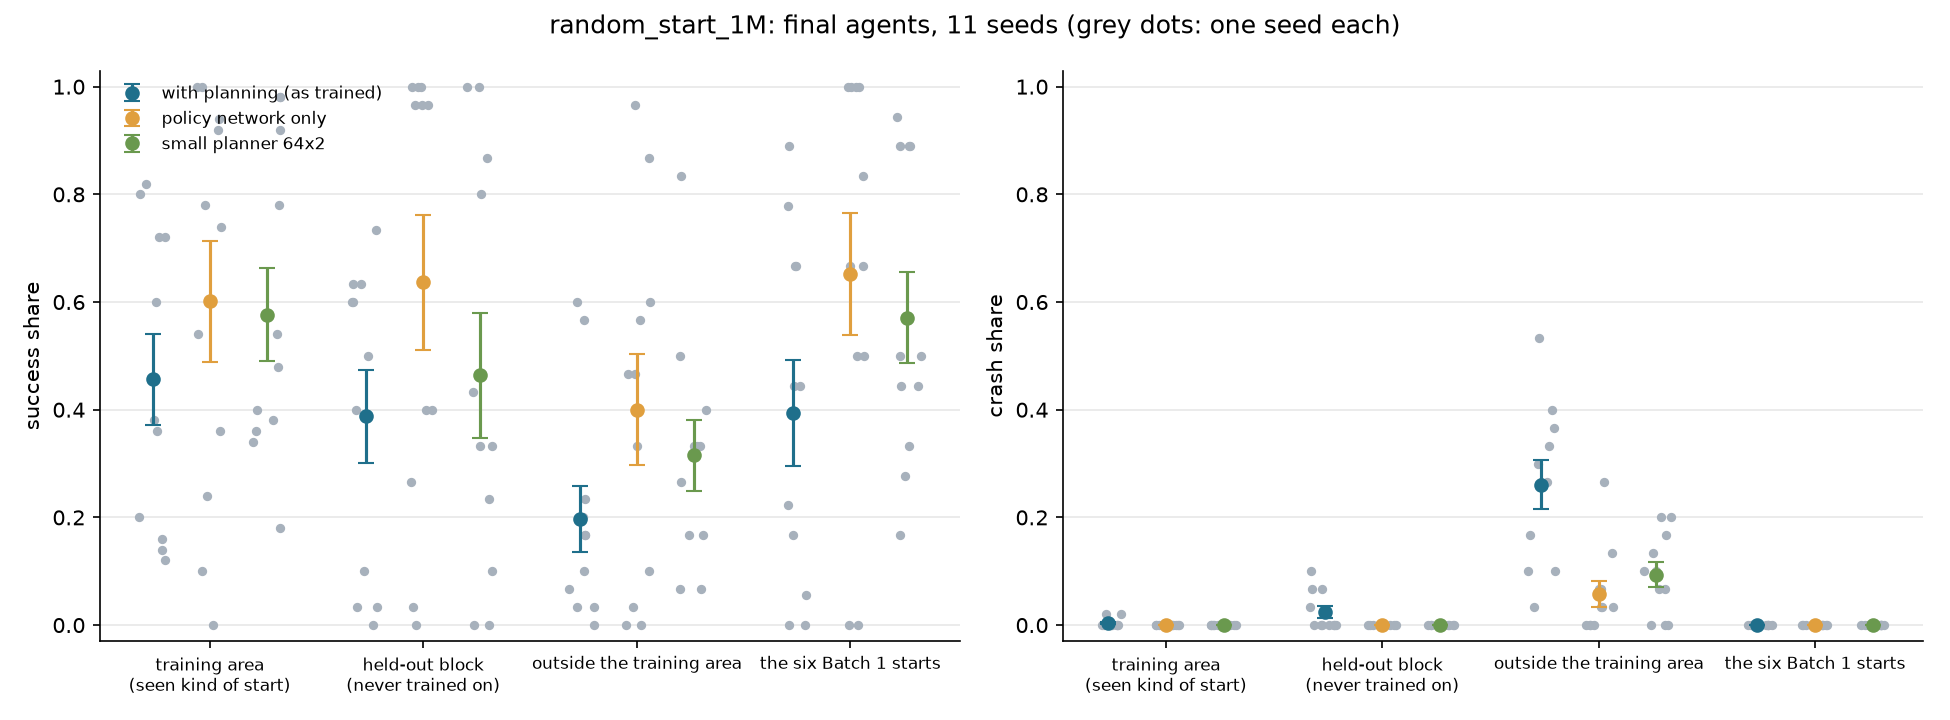 random_start_1M: final agents, 11 seeds (grey dots: one seed each)
success share
1.0
0.8
0.6
0.4
0.2
0.0
with planning (as trained)
policy network only
small planner 64x2
training area
(seen kind of start)
held-out block
(never trained on)
outside the training area
the six Batch 1 starts
crash share
1.0
0.8
0.6
0.4
0.2
0.0
training area
(seen kind of start)
held-out block
(never trained on)
outside the training area
the six Batch 1 starts